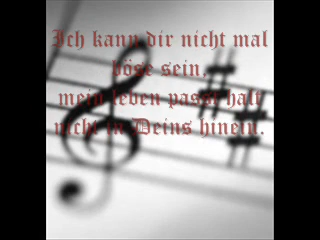 Ich kann dir nicht mal
böse sein,
mein leben passt halt
nicht in Deins hinein.